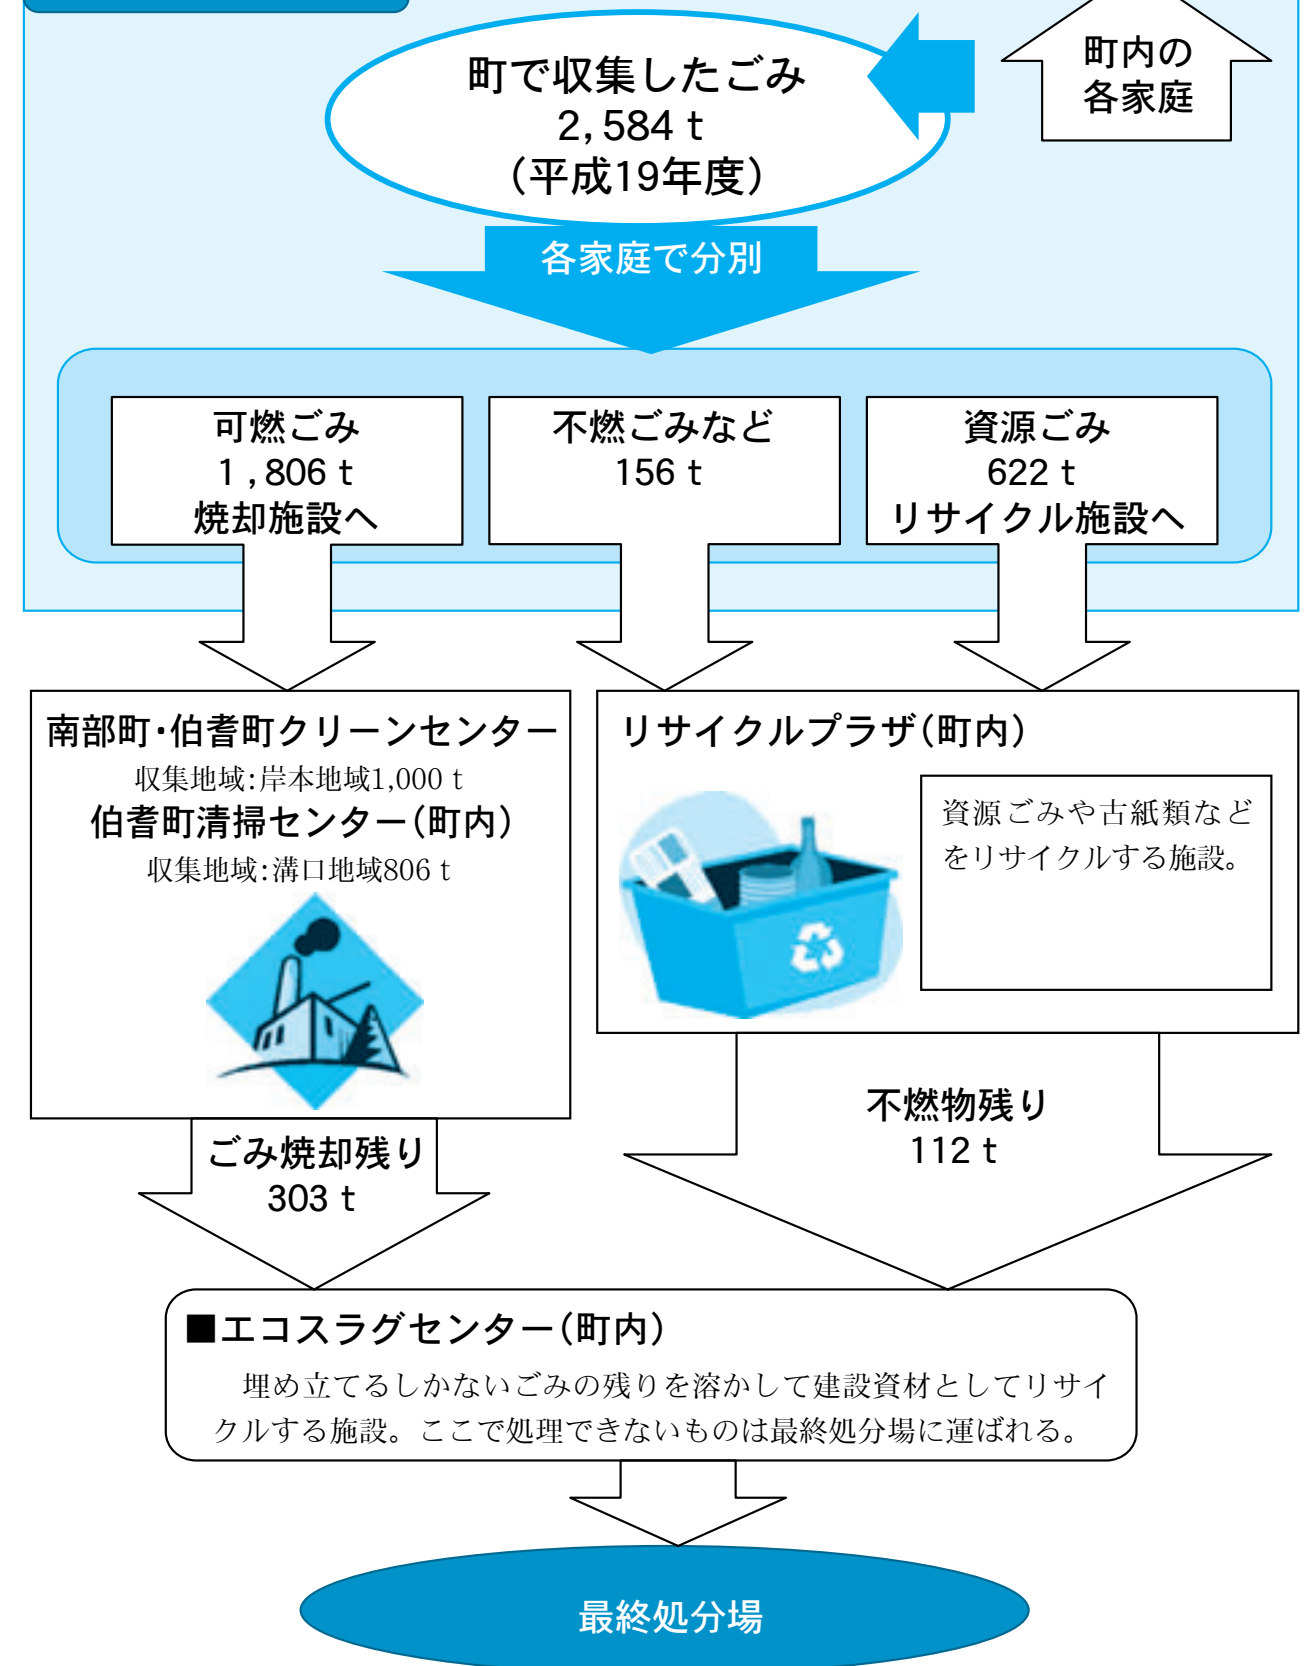 町内の
各家庭
町で収集したごみ
2,584 t
(平成19年度)
各家庭で分別
可燃ごみ
1,806 t
焼却施設へ
不燃ごみなど
156 t
資源ごみ
622 t
リサイクル施設へ
南部町・伯耆町クリーンセンター
収集地域:岸本地域1,000 t
伯耆町清掃センター(町内)
収集地域:溝口地域806 t
リサイクルプラザ(町内)
資源ごみや古紙類など
をリサイクルする施設。
ごみ焼却残り
303 t
不燃物残り
112 t
■エコスラグセンター(町内)
埋め立てるしかないごみの残りを溶かして建設資材としてリサイ
クルする施設。ここで処理できないものは最終処分場に運ばれる。
最終処分場